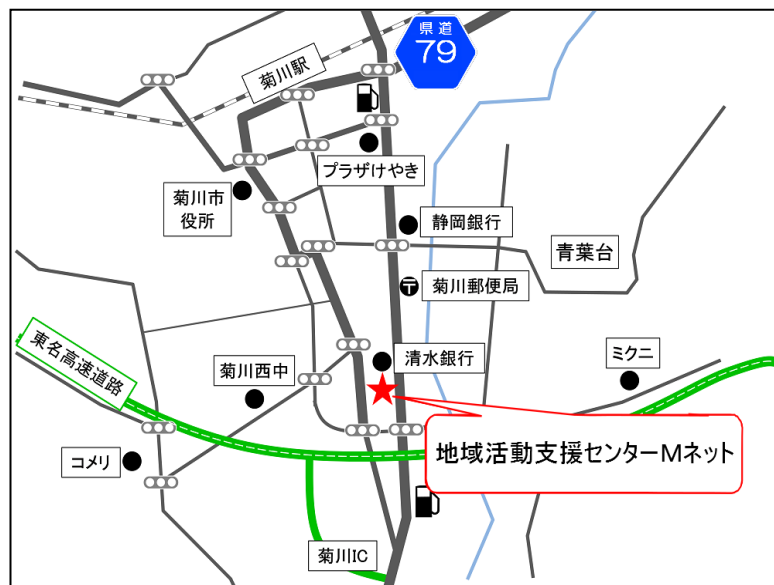 県道
79
菊川駅
プラザけやき
菊川市
役所
静岡銀行
青葉台
菊川郵便局
東名高速道路
菊川西中
清水銀行
ミクニ
地域活動支援センターMネット
コメリ
菊川IC